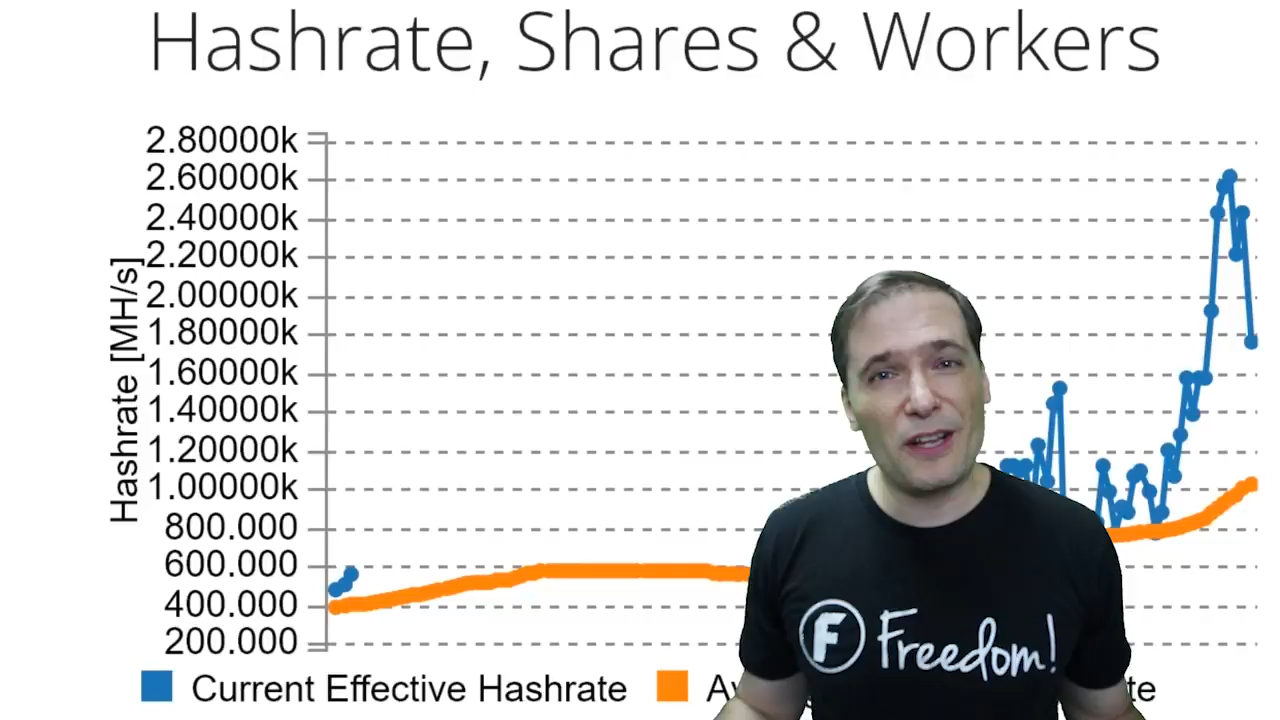 Hashrate, Shares & Workers
Hashrate [MH/s]
2.80000k
2.60000k
2.40000k
2.20000k
2.00000k
1.80000k
1.60000k
1.40000k
1.20000k
1.00000k
800.000
600.000
400.000
200.000
Current Effective Hashrate
F Freedom!